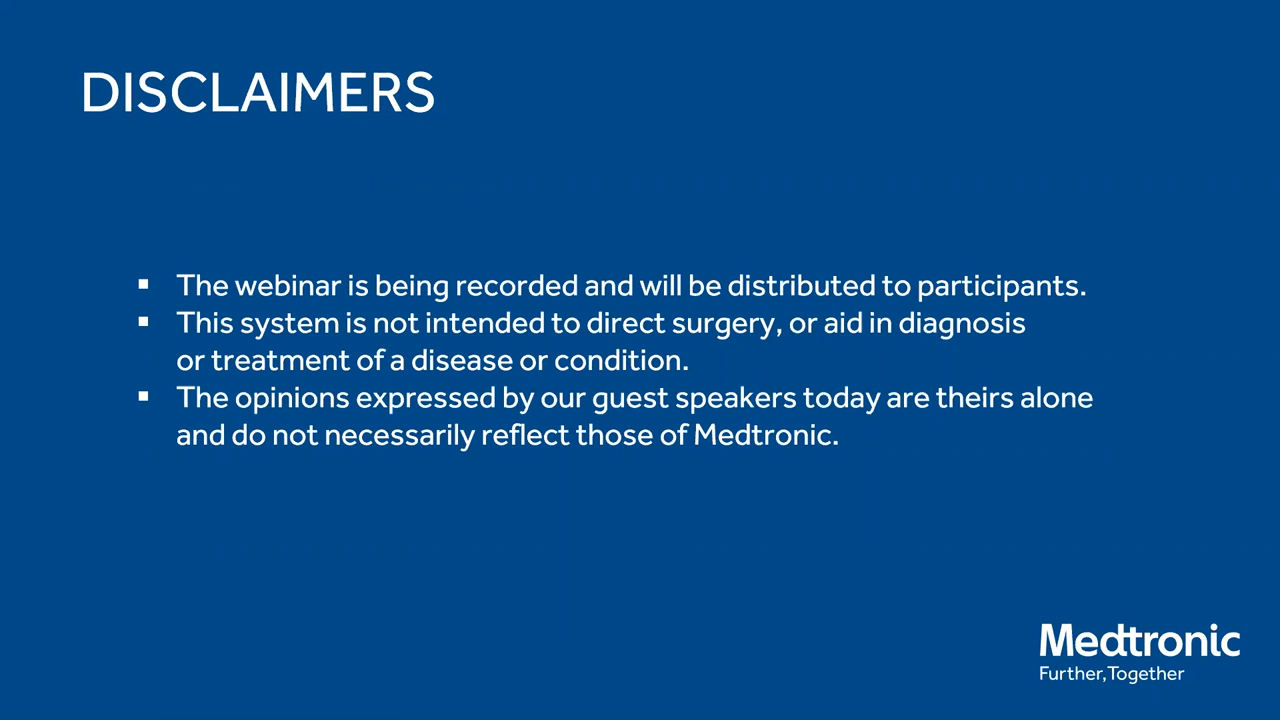 DISCLAIMERS
▪ The webinar is being recorded and will be distributed to participants.
▪ This system is not intended to direct surgery, or aid in diagnosis
or treatment of a disease or condition.
▪ The opinions expressed by our guest speakers today are theirs alone
and do not necessarily reflect those of Medtronic.
Medtronic
Further,Together